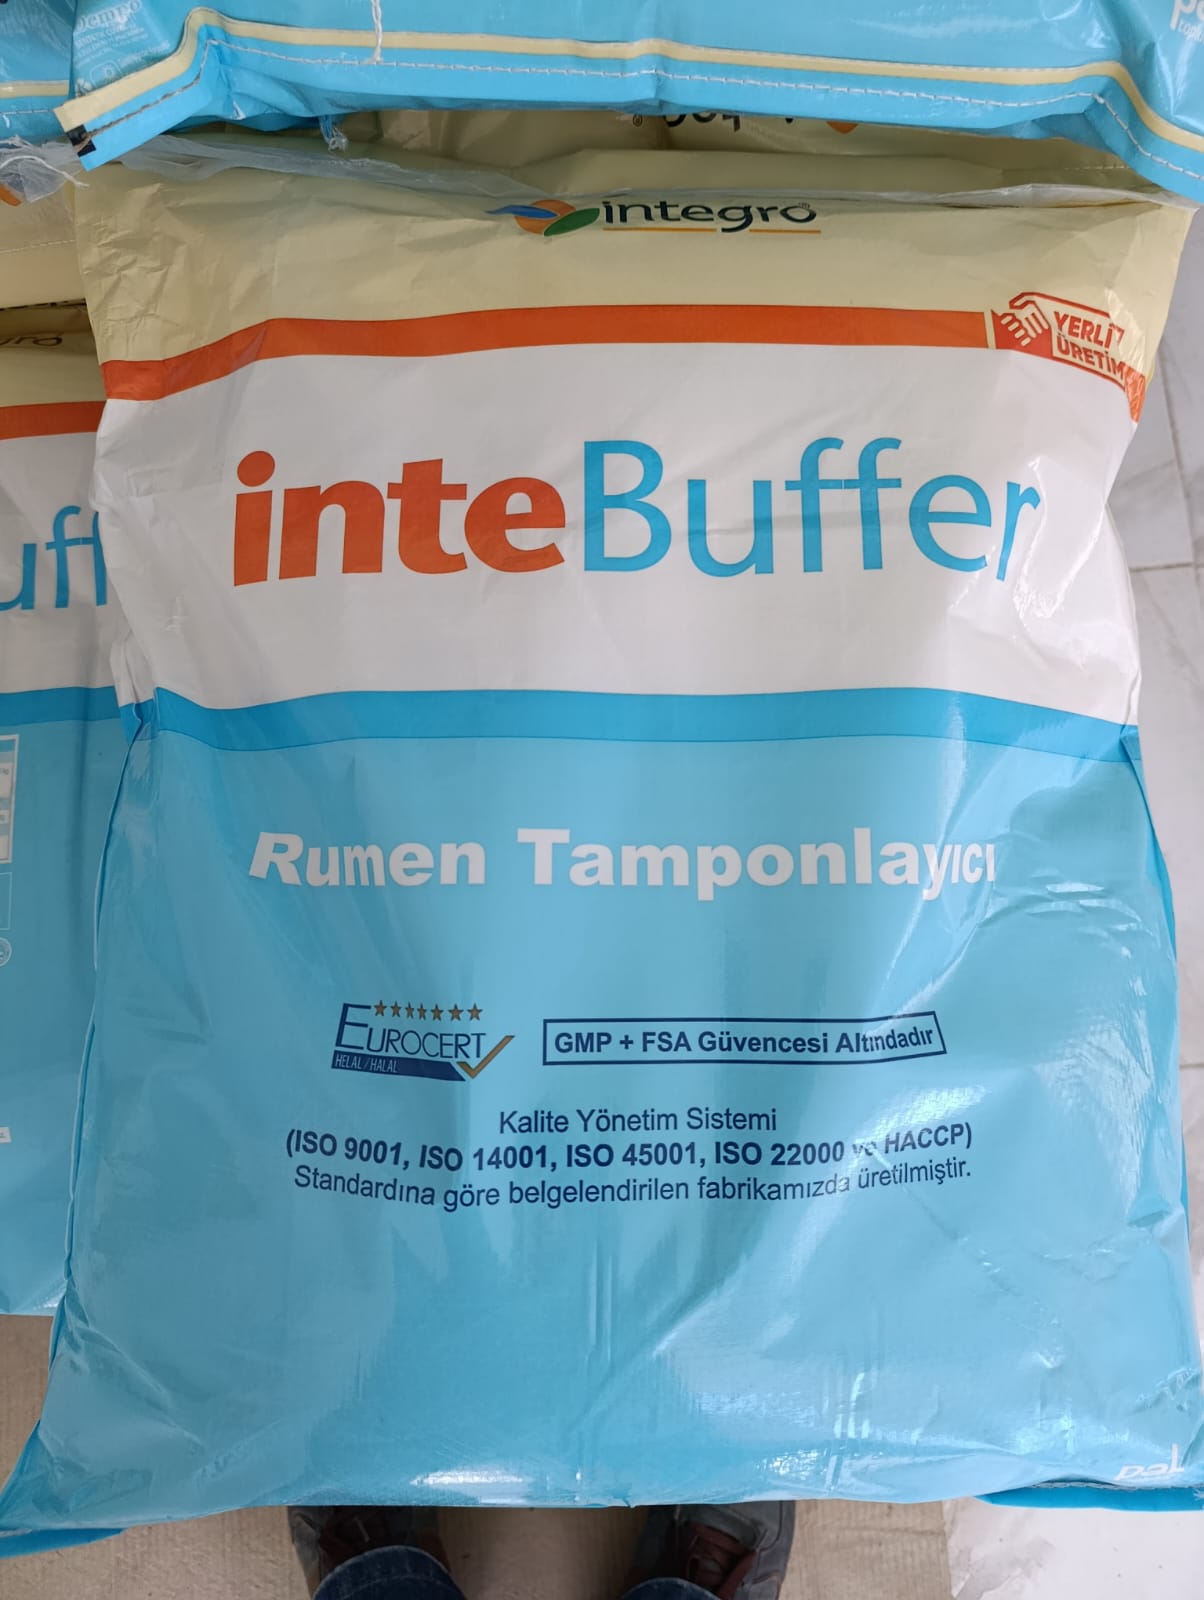 integro®
YERLİ
ÜRETİM
inteBuffer
uff
Rumen Tamponlayıcı
EUROCERT
HELAL/HALAL
GMP + FSA Güvencesi Altındadır
Kalite Yönetim Sistemi
(ISO 9001, ISO 14001, ISO 45001, ISO 22000 ve HACCP)
Standardına göre belgelendirilen fabrikamızda üretilmiştir.